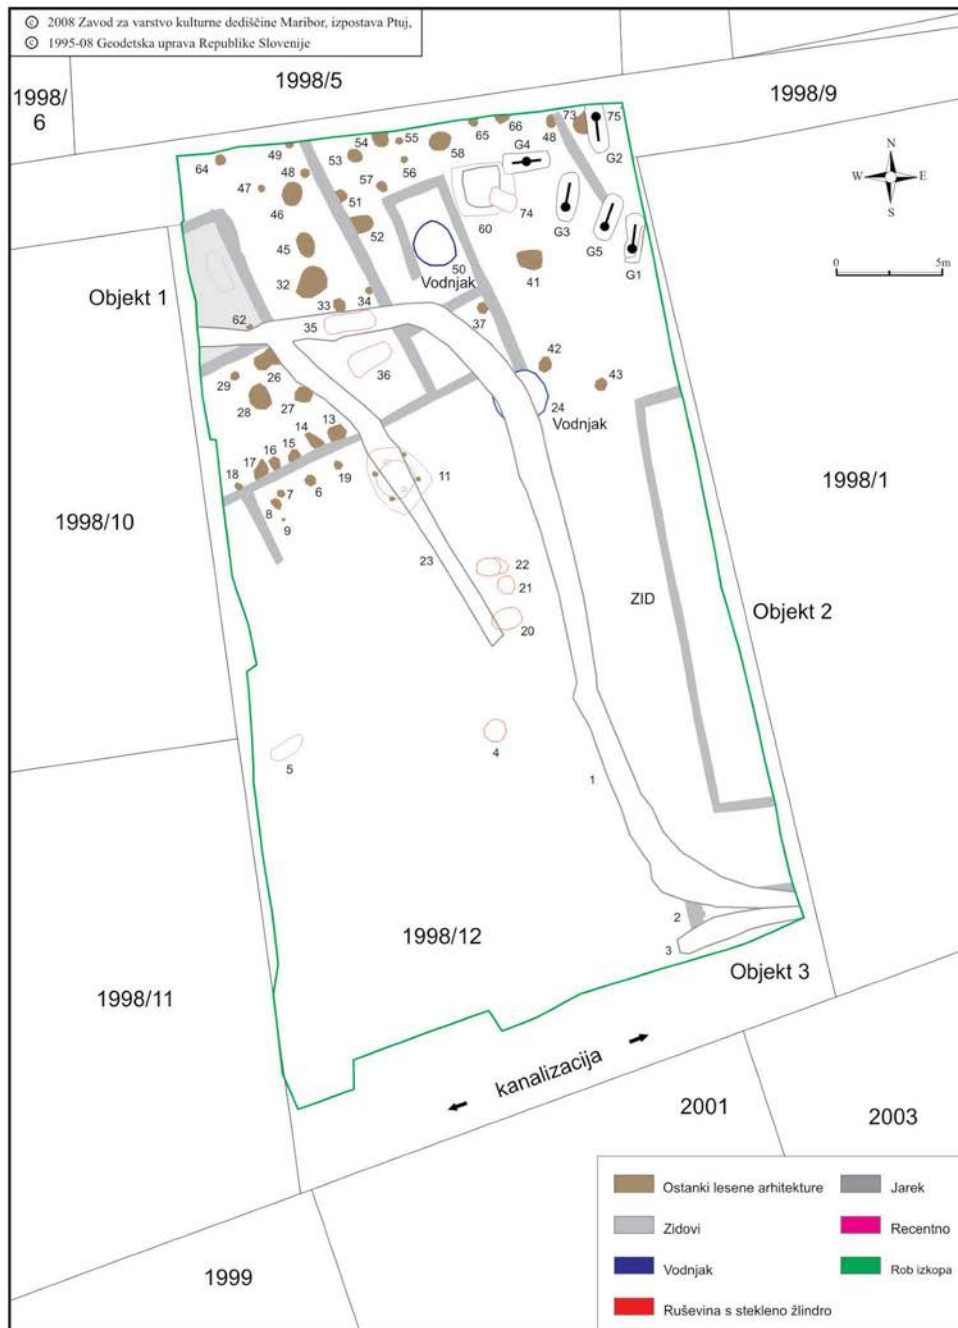 © 2008 Zavod za varstvo kulturne dediščine Maribor, izpostava Ptuj,
© 1995-08 Geodetska uprava Republike Slovenije
1998/5
1998/
6
1998/9
73
75
65
66
48
54
55
58
G4
G2
49
53
64
48
56
57
47
46
51
52
74
60
G3
G5
G1
N
W
E
S
0
5m
45
50
Vodnjak
41
32
Objekt 1
33
34
35
62
37
36
42
43
26
29
28
27
24
Vodnjak
14
13
15
16
17
18
19
6
7
8
9
11
1998/1
1998/10
23
22
21
20
ZID
Objekt 2
4
5
1
1998/12
2
3
Objekt 3
1998/11
kanalizacija
2001
2003
1999
Ostanki lesene arhitekture
Jarek
Zidovi
Recentno
Vodnjak
Rob izkopa
Ruševina s stekleno žlindro